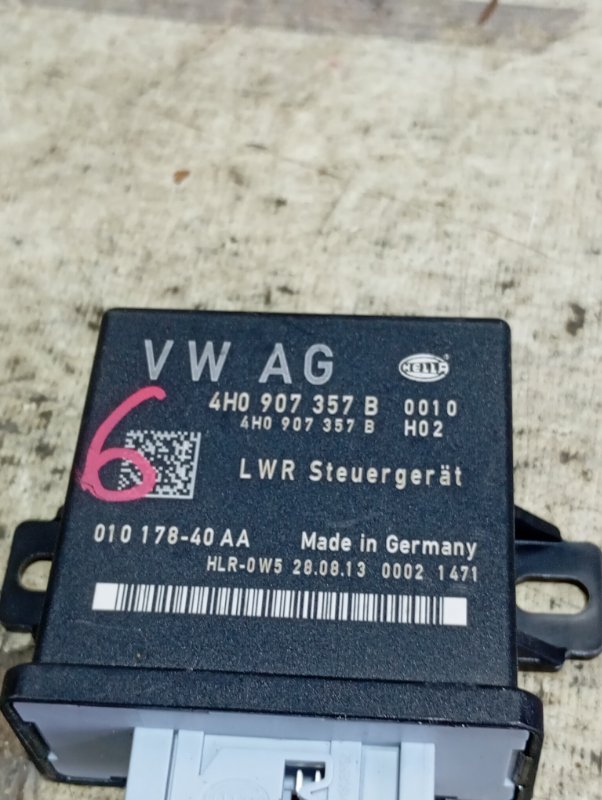 VW AG
HELLA
4H0 907 357 B 0010
4H0 907 357 B H02
6
LWR Steuergerät
010 178-40 AA Made in Germany
HLR-0W5 28.08.13 0002 1471